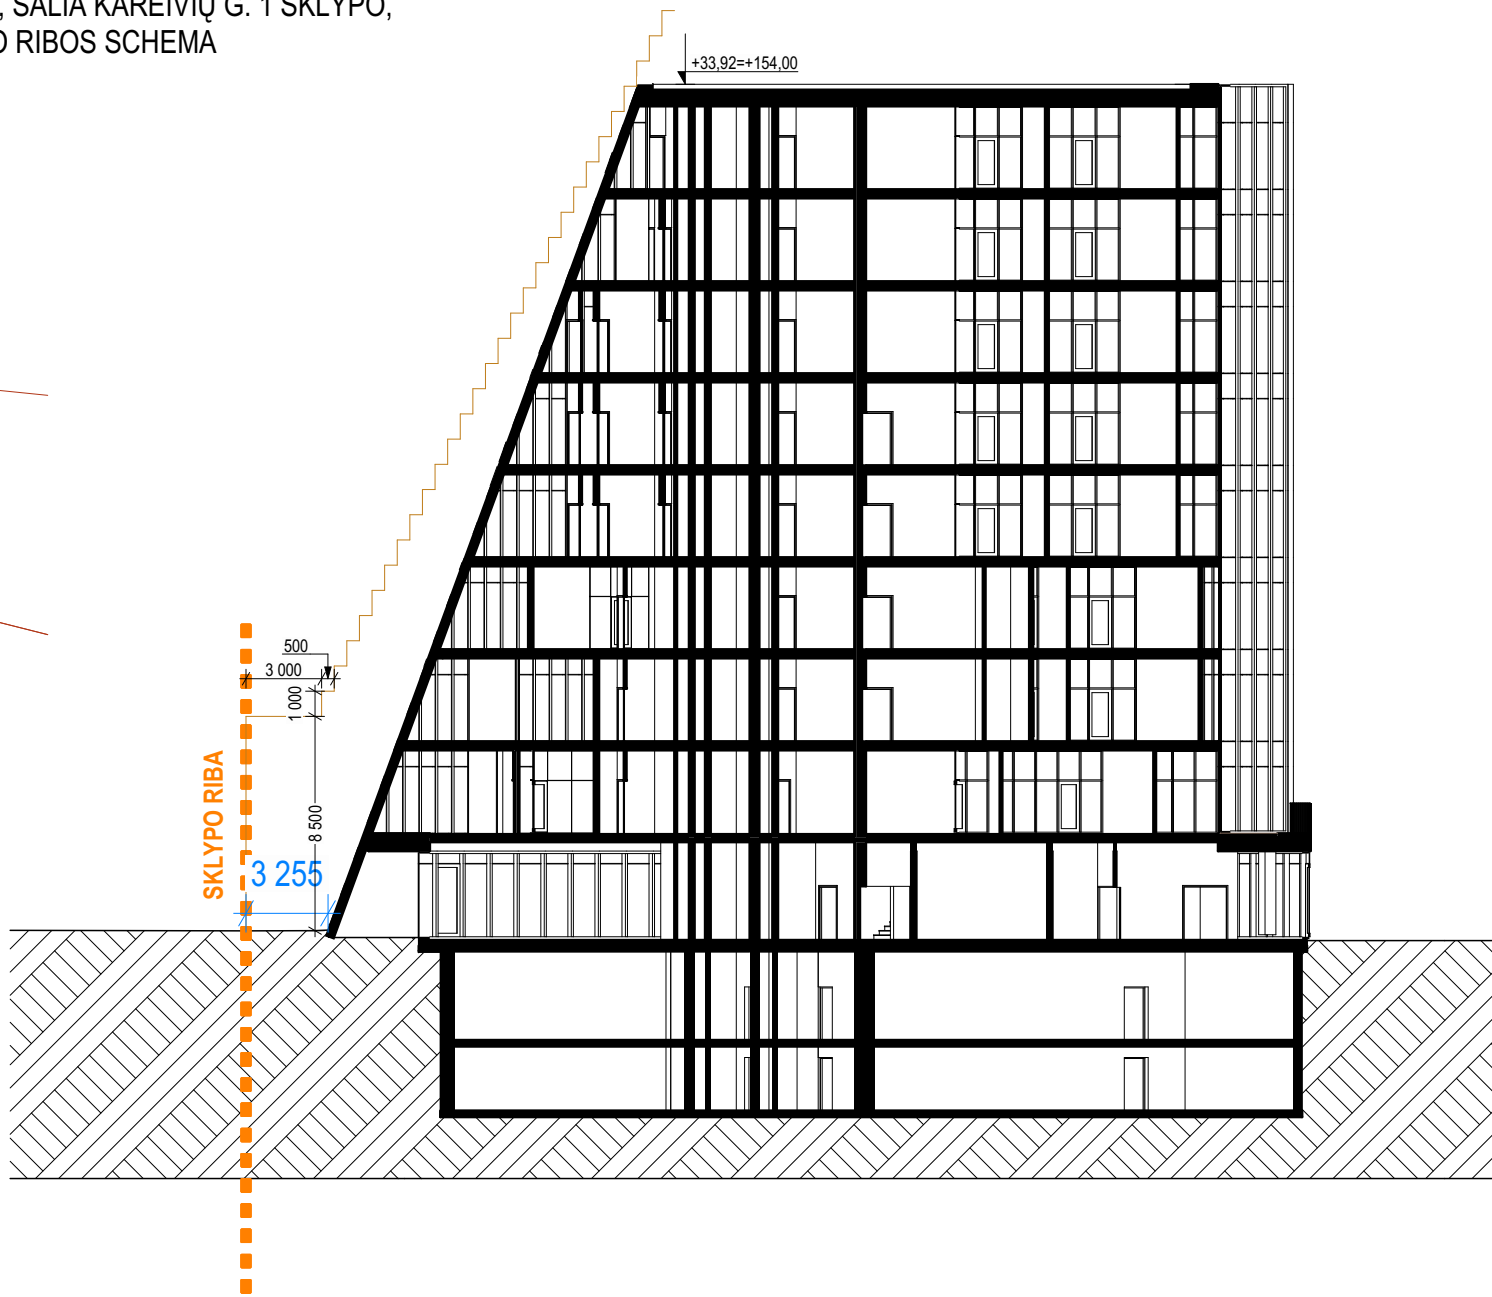 , ŠALIA KAREIVIŲ G. 1 SKLYPO,
O RIBOS SCHEMA
+33,92=+154,00
500
3 000
1 000
8 500
SKLYPO RIBA
3 255